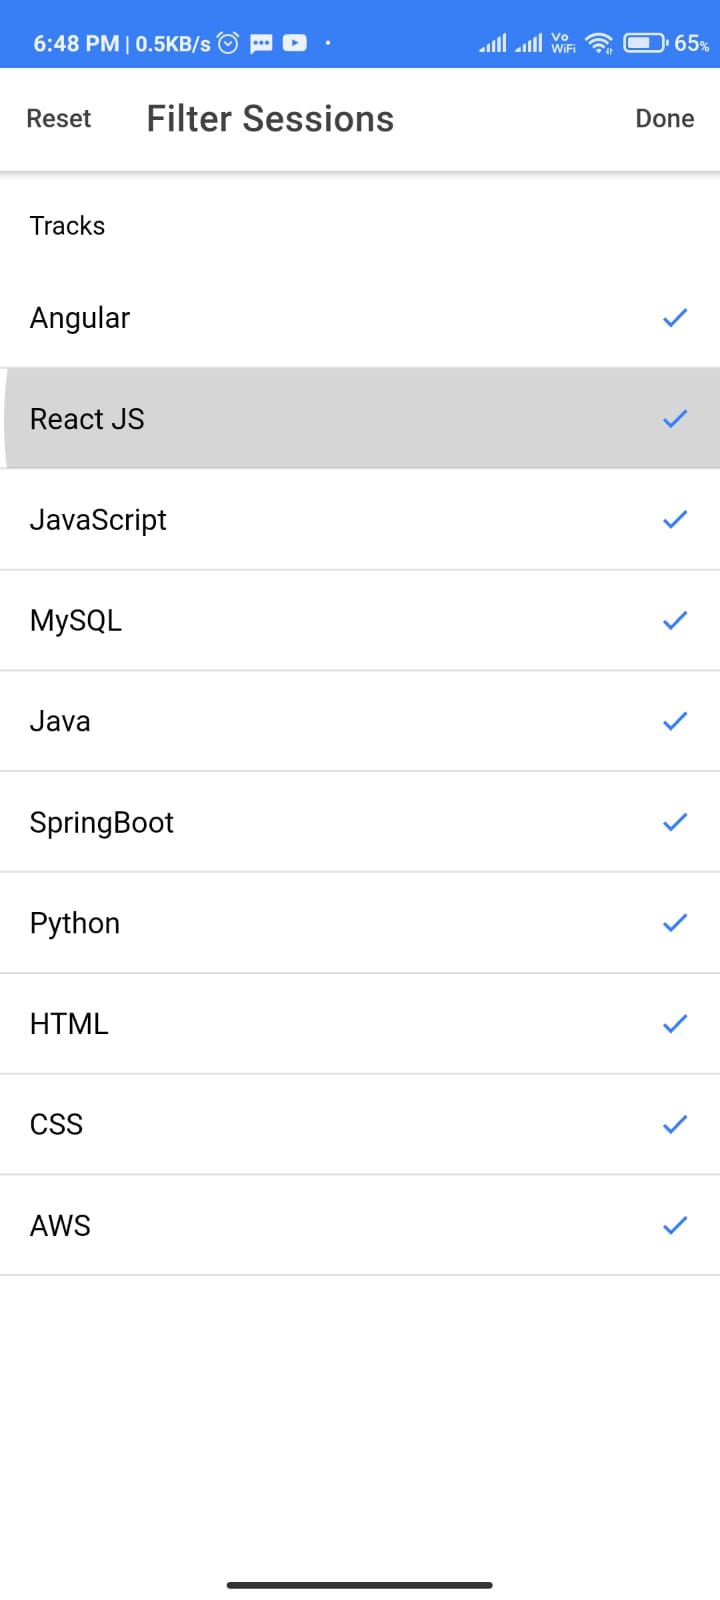 6:48 PM | 0.5KB/s Vo WiFi 65%
Reset Filter Sessions Done
Tracks
Angular
React JS
JavaScript
MySQL
Java
SpringBoot
Python
HTML
CSS
AWS